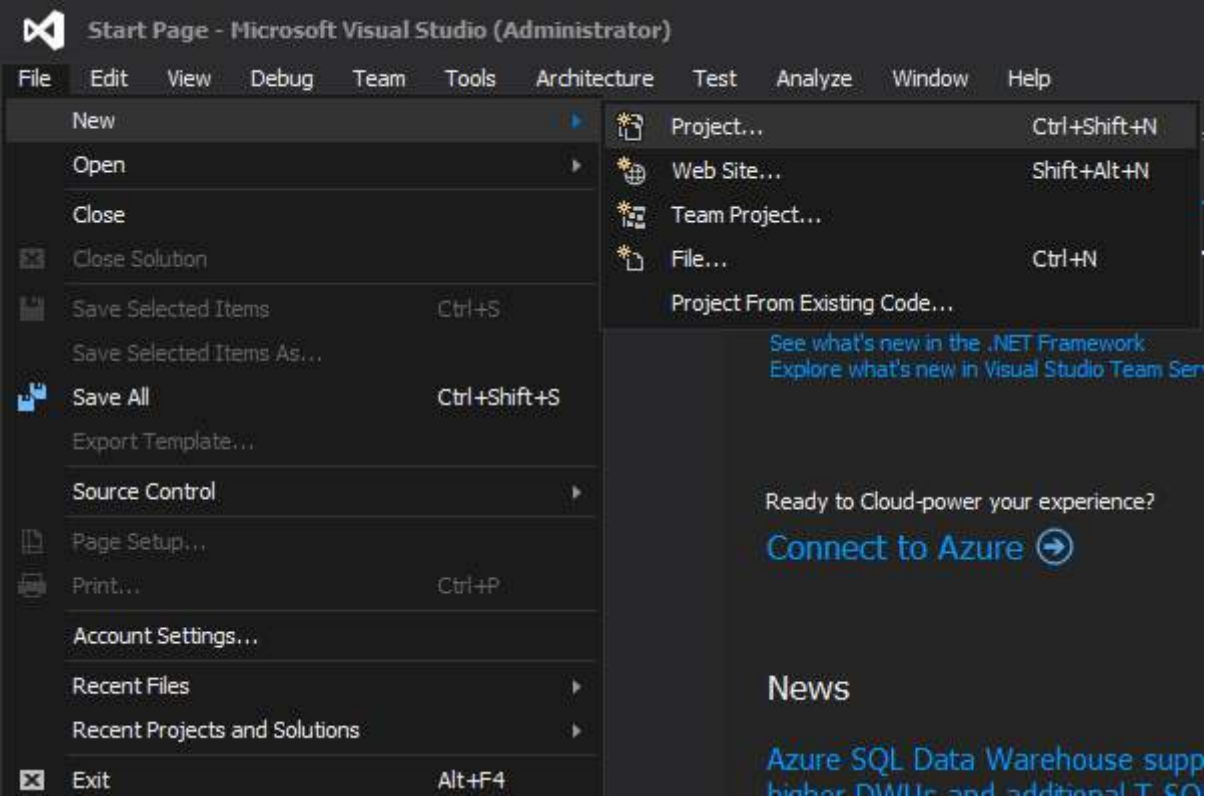 Start Page - Microsoft Visual Studio (Administrator)
File Edit View Debug Team Tools Architecture Test Analyze Window Help
New
Open
Close
Close Solution
Save Selected Items Ctrl+S
Save Selected Items As...
Save All Ctrl+Shift+S
Export Template...
Source Control
Page Setup...
Print... Ctrl+P
Account Settings...
Recent Files
Recent Projects and Solutions
Exit Alt+F4
Project... Ctrl+Shift+N
Web Site... Shift+Alt+N
Team Project...
File... Ctrl+N
Project From Existing Code...
See what's new in the .NET Framework
Explore what's new in Visual Studio Team Ser
Ready to Cloud-power your experience?
Connect to Azure
News
Azure SQL Data Warehouse supp
higher DWUs and additional T-SQ